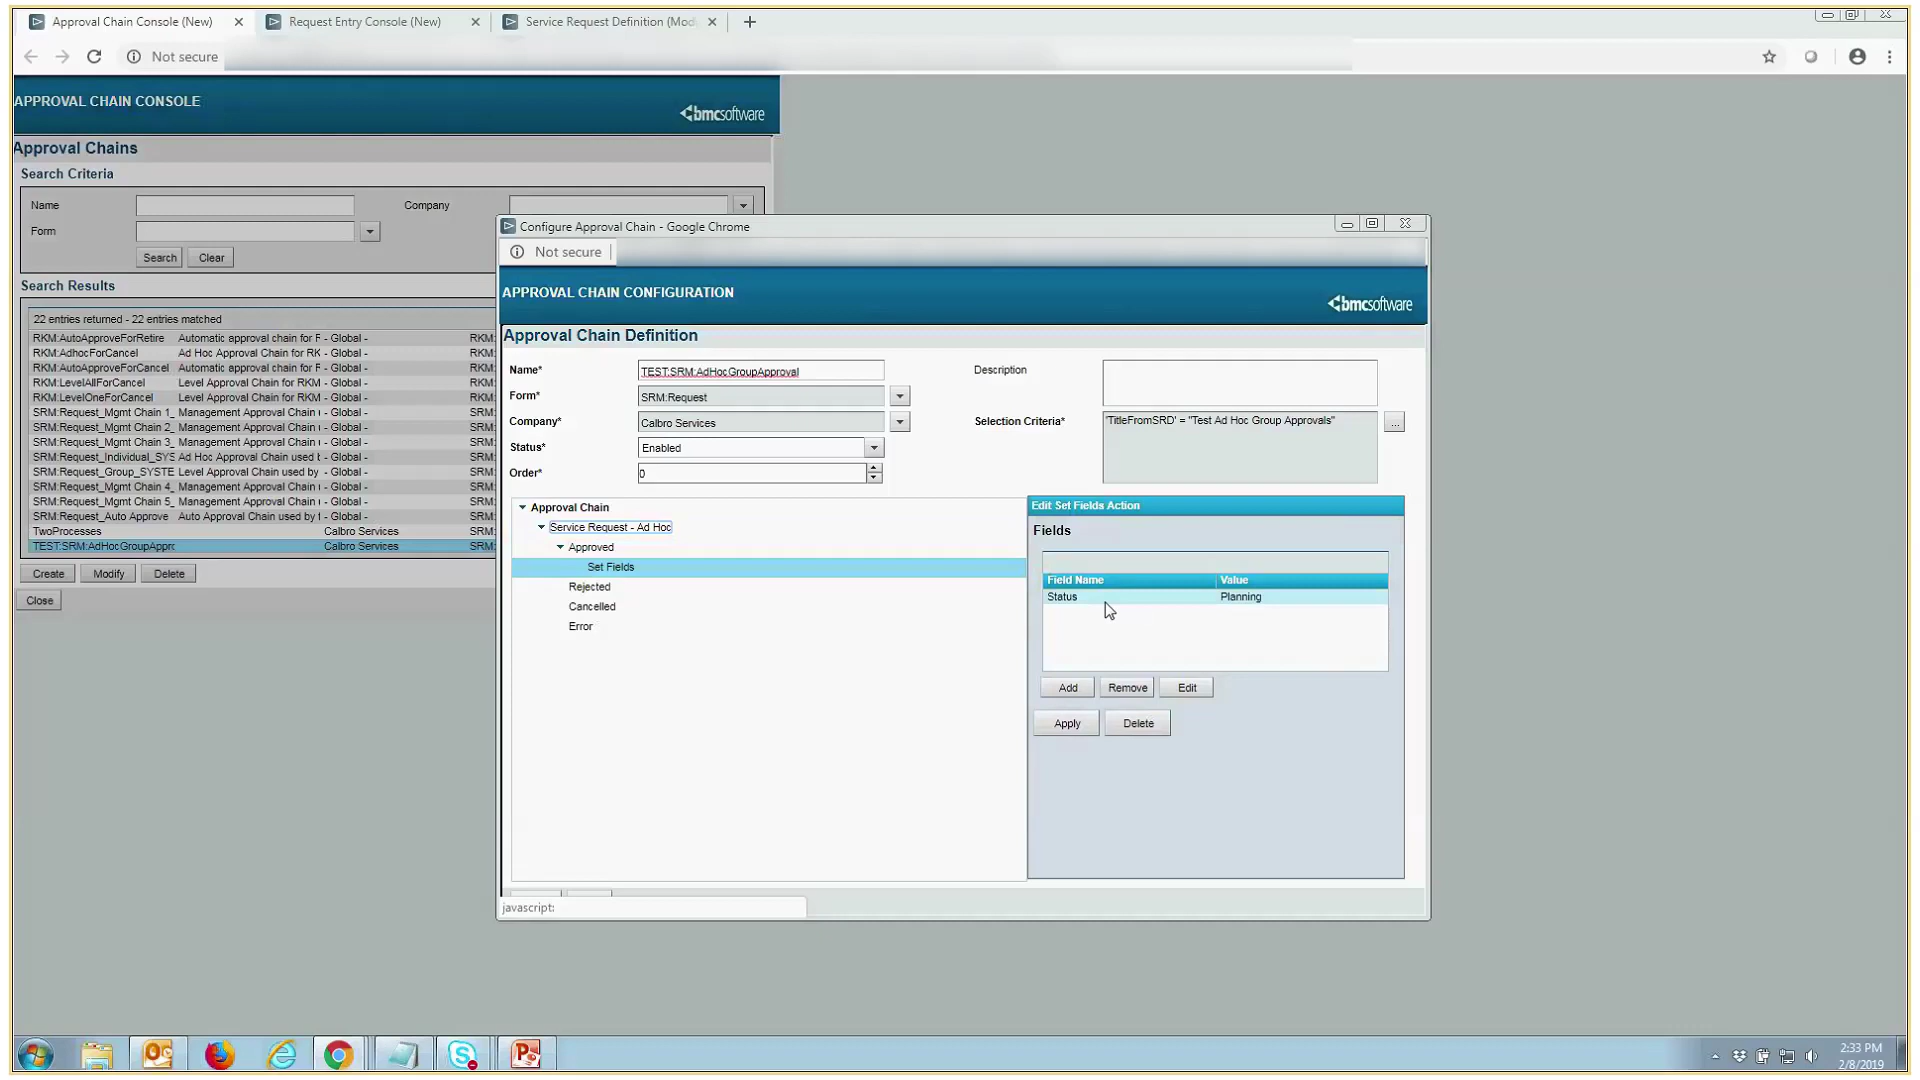 Approval Chain Console (New)
Request Entry Console (New)
Service Request Definition (Mod
Not secure
APPROVAL CHAIN CONSOLE
bmcsoftware
Approval Chains
Search Criteria
Name
Company
Form
Search
Clear
Search Results
22 entries returned - 22 entries matched
RKM:AutoApproveForRetire Automatic approval chain for F - Global - RKM:
RKM:AdhocForCancel Ad Hoc Approval Chain for RK - Global - RKM:
RKM:AutoApproveForCancel Automatic approval chain for F - Global - RKM:
RKM:LevelAllForCancel Level Approval Chain for RKM - Global - RKM:
RKM:LevelOneForCancel Level Approval Chain for RKM - Global - RKM:
SRM:Request_Mgmt Chain 1_ Management Approval Chain - Global - SRM:
SRM:Request_Mgmt Chain 2_ Management Approval Chain - Global - SRM:
SRM:Request_Mgmt Chain 3_ Management Approval Chain - Global - SRM:
SRM:Request_Individual_SYS Ad Hoc Approval Chain used - Global - SRM:
SRM:Request_Group_SYSTE Level Approval Chain used by - Global - SRM:
SRM:Request_Mgmt Chain 4_ Management Approval Chain - Global - SRM:
SRM:Request_Mgmt Chain 5_ Management Approval Chain - Global - SRM:
SRM:Request_Auto Approve Auto Approval Chain used by f - Global - SRM:
TwoProcesses Calbro Services SRM:
TEST:SRM:AdHocGroupAppr Calbro Services SRM:
Create
Modify
Delete
Close
Configure Approval Chain - Google Chrome
Not secure
APPROVAL CHAIN CONFIGURATION
bmcsoftware
Approval Chain Definition
Name* TEST:SRM:AdHocGroupApproval
Description
Form* SRM:Request
Company* Calbro Services
Selection Criteria* 'TitleFromSRD' = "Test Ad Hoc Group Approvals"
...
Status* Enabled
Order* 0
Approval Chain
Service Request - Ad Hoc
Approved
Set Fields
Rejected
Cancelled
Error
Edit Set Fields Action
Fields
Field Name Value
Status Planning
Add
Remove
Edit
Apply
Delete
javascript:
2:33 PM
2/8/2019